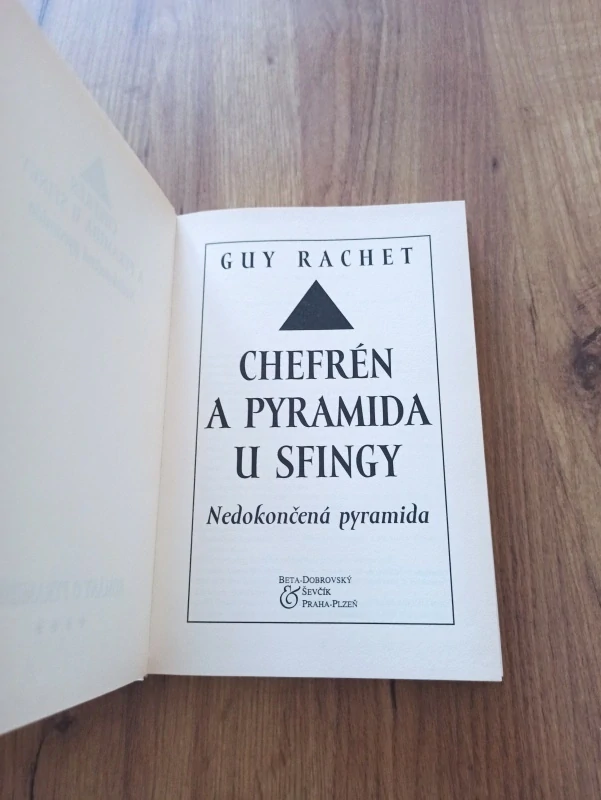 GUY RACHET
CHEFRÉN
A PYRAMIDA
U SFINGY
Nedokončená pyramida
BETA-DOBROVSKÝ
& ŠEVČÍK
PRAHA-PLZEŇ